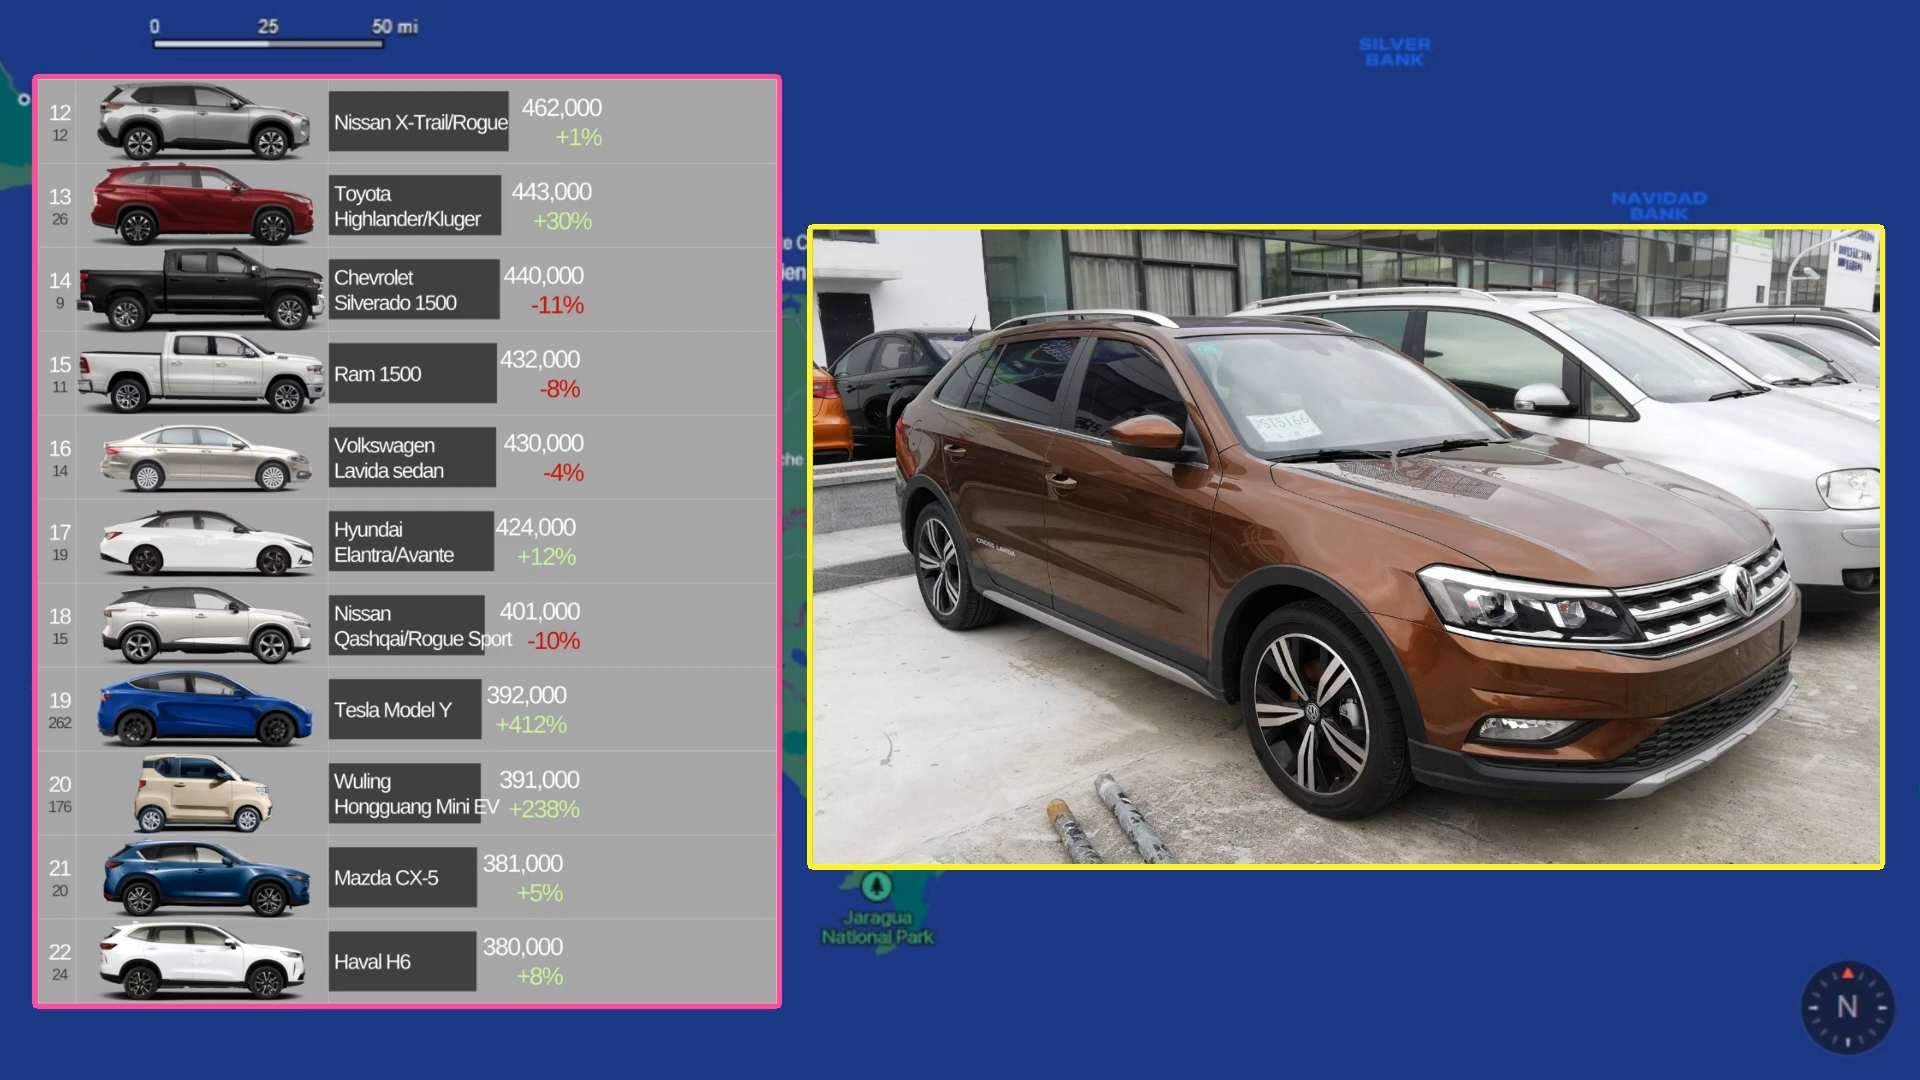 0 25 50 mi
SILVER
BANK
NAVIDAD
BANK
12
12
Nissan X-Trail/Rogue
462,000
+1%
13
26
Toyota
Highlander/Kluger
443,000
+30%
14
9
Chevrolet
Silverado 1500
440,000
-11%
15
11
Ram 1500
432,000
-8%
16
14
Volkswagen
Lavida sedan
430,000
-4%
17
19
Hyundai
Elantra/Avante
424,000
+12%
18
15
Nissan
Qashqai/Rogue Sport
401,000
-10%
19
262
Tesla Model Y
392,000
+412%
20
176
Wuling
Hongguang Mini EV
391,000
+238%
21
20
Mazda CX-5
381,000
+5%
22
24
Haval H6
380,000
+8%
CROSS LAVIDA
Jaragua
National Park
N